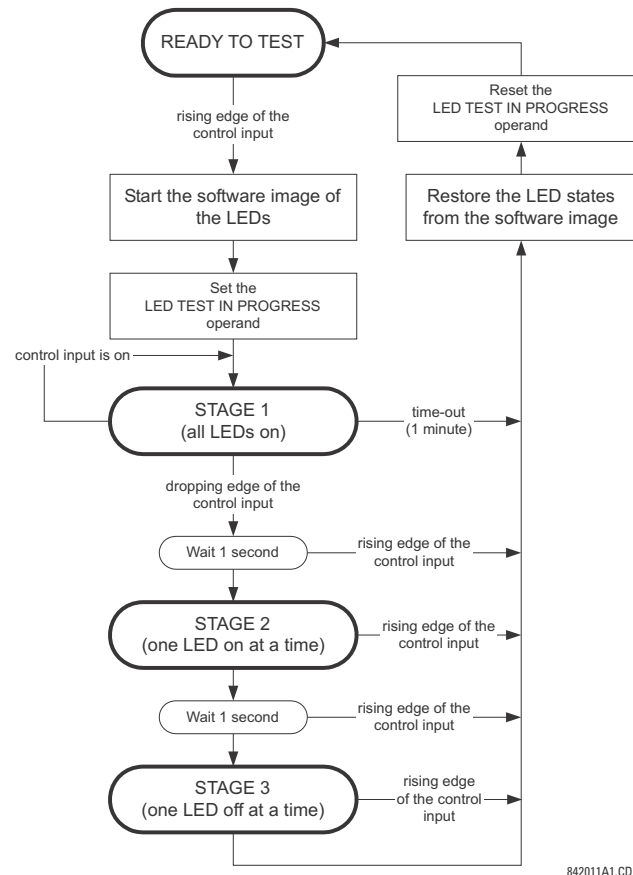 READY TO TEST
rising edge of the
control input
Start the software image of
the LEDs
Set the
LED TEST IN PROGRESS
operand
control input is on
STAGE 1
(all LEDs on)
time-out
(1 minute)
dropping edge of the
control input
Wait 1 second
rising edge of the
control input
STAGE 2
(one LED on at a time)
rising edge of the
control input
Wait 1 second
rising edge of the
control input
STAGE 3
(one LED off at a time)
rising edge
of the control
input
Restore the LED states
from the software image
Reset the
LED TEST IN PROGRESS
operand
842011A1.CD